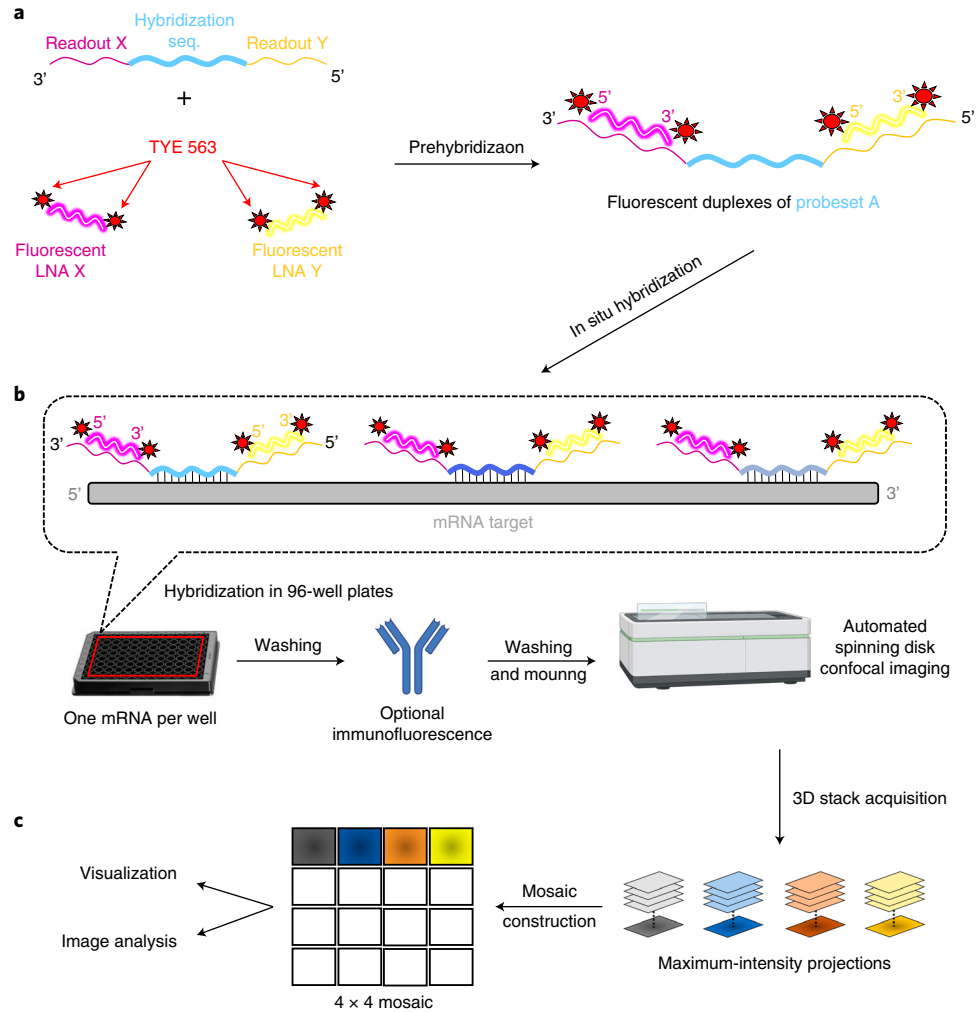 a
Readout X
Hybridization
seq.
Readout Y
3’
5’
+
TYE 563
Fluorescent
LNA X
Fluorescent
LNA Y
Prehybridizaon
3’
5’
3’
5’
3’
5’
Fluorescent duplexes of probeset A
In situ hybridization
b
3’
5’
3’
5’
3’
5’
5’
3’
mRNA target
Hybridization in 96-well plates
One mRNA per well
Washing
Optional
immunofluorescence
Washing
and mounng
Automated
spinning disk
confocal imaging
3D stack acquisition
c
Visualization
Image analysis
4 × 4 mosaic
Mosaic
construction
Maximum-intensity projections